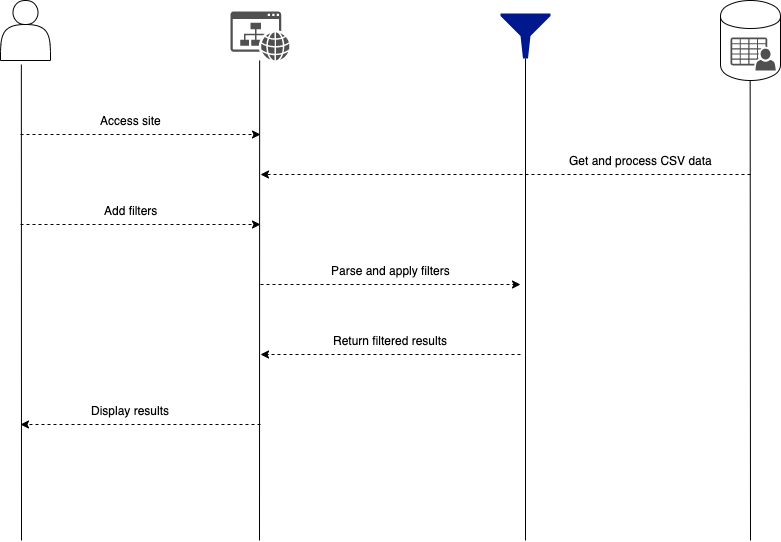 Access site
Get and process CSV data
Add filters
Parse and apply filters
Return filtered results
Display results